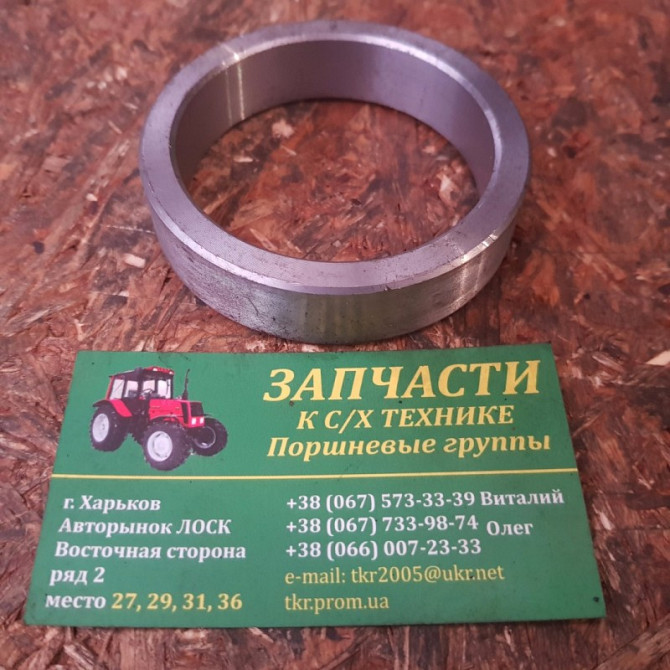 ЗАПЧАСТИ
К С/Х ТЕХНИКЕ
Поршневые группы
г. Харьков
Авторынок ЛОСК
Восточная сторона
ряд 2
место 27, 29, 31, 36
+38 (067) 573-33-39 Виталий
+38 (067) 733-98-74 Олег
+38 (066) 007-23-33
e-mail: tkr2005@ukr.net
tkr.prom.ua